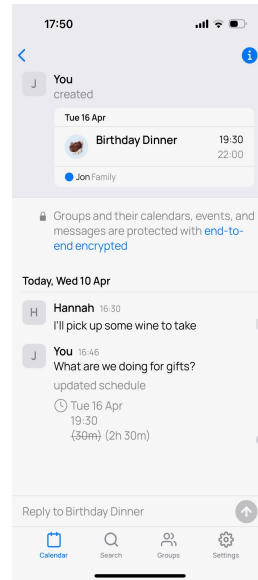 17:50
J
You
created
Tue 16 Apr
Birthday Dinner 19:30
22:00
Jon Family
Groups and their calendars, events, and
messages are protected with end-to-
end encrypted
Today, Wed 10 Apr
H
Hannah 16:30
I'll pick up some wine to take
J
You 16:46
What are we doing for gifts?
updated schedule
Tue 16 Apr
19:30
(30m) (2h 30m)
Reply to Birthday Dinner
Calendar Search Groups Settings